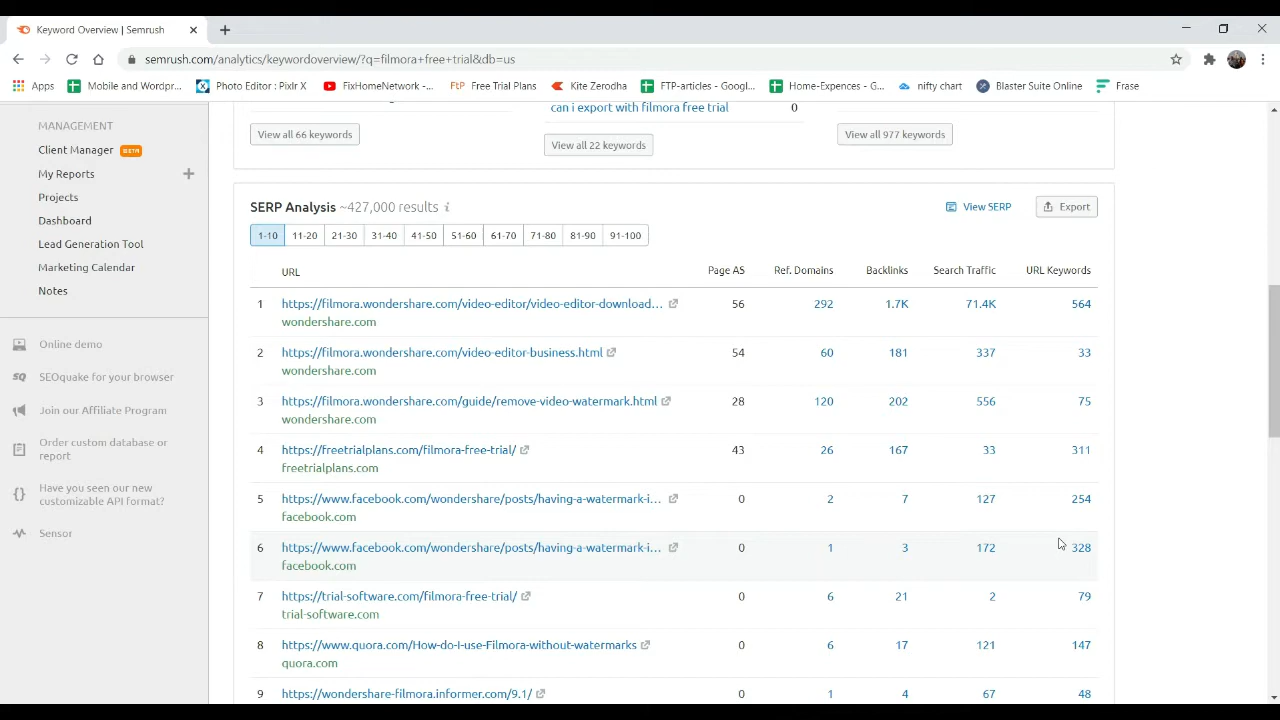 Keyword Overview | Semrush
semrush.com/analytics/keywordoverview/?q=filmora+free+trial&db=us
Apps Mobile and Wordpr... Photo Editor : Pixlr X FixHomeNetwork -... FtP Free Trial Plans Kite Zerodha FTP-articles - Googl... Home-Expences - G... nifty chart Blaster Suite Online Frase
MANAGEMENT
Client Manager BETA
My Reports
Projects
Dashboard
Lead Generation Tool
Marketing Calendar
Notes
Online demo
SQ SEOquake for your browser
Join our Affiliate Program
Order custom database or
report
Have you seen our new
customizable API format?
Sensor
can i export with filmora free trial 0
View all 66 keywords View all 22 keywords View all 977 keywords
SERP Analysis ~427,000 results i View SERP Export
1-10 11-20 21-30 31-40 41-50 51-60 61-70 71-80 81-90 91-100
URL Page AS Ref. Domains Backlinks Search Traffic URL Keywords
1 https://filmora.wondershare.com/video-editor/video-editor-download... 56 292 1.7K 71.4K 564
wondershare.com
2 https://filmora.wondershare.com/video-editor-business.html 54 60 181 337 33
wondershare.com
3 https://filmora.wondershare.com/guide/remove-video-watermark.html 28 120 202 556 75
wondershare.com
4 https://freetrialplans.com/filmora-free-trial/ 43 26 167 33 311
freetrialplans.com
5 https://www.facebook.com/wondershare/posts/having-a-watermark-i... 0 2 7 127 254
facebook.com
6 https://www.facebook.com/wondershare/posts/having-a-watermark-i... 0 1 3 172 328
facebook.com
7 https://trial-software.com/filmora-free-trial/ 0 6 21 2 79
trial-software.com
8 https://www.quora.com/How-do-I-use-Filmora-without-watermarks 0 6 17 121 147
quora.com
9 https://wondershare-filmora.informer.com/9.1/ 0 1 4 67 48